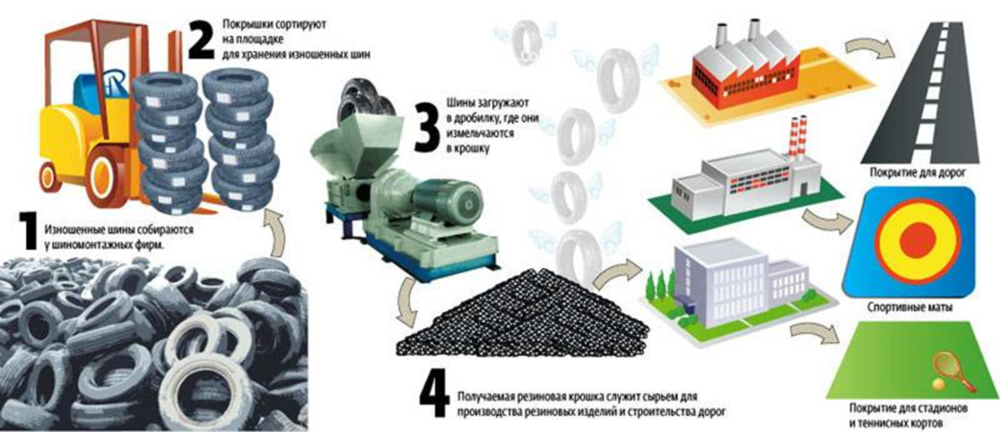 1
Изношенные шины собираются
у шиномонтажных фирм.
2
Покрышки сортируют
на площадке
для хранения изношенных шин
3
Шины загружают
в дробилку, где они
измельчаются
в крошку
4
Получаемая резиновая крошка служит сырьем для
производства резиновых изделий и строительства дорог
Покрытие для дорог
Спортивные маты
Покрытие для стадионов
и теннисных кортов